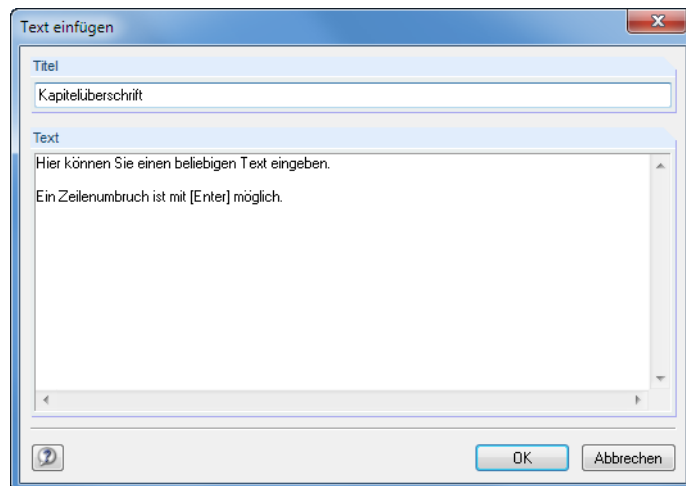 Text einfügen
Titel
Kapitelüberschrift
Text
Hier können Sie einen beliebigen Text eingeben.
Ein Zeilenumbruch ist mit [Enter] möglich.
OK
Abbrechen